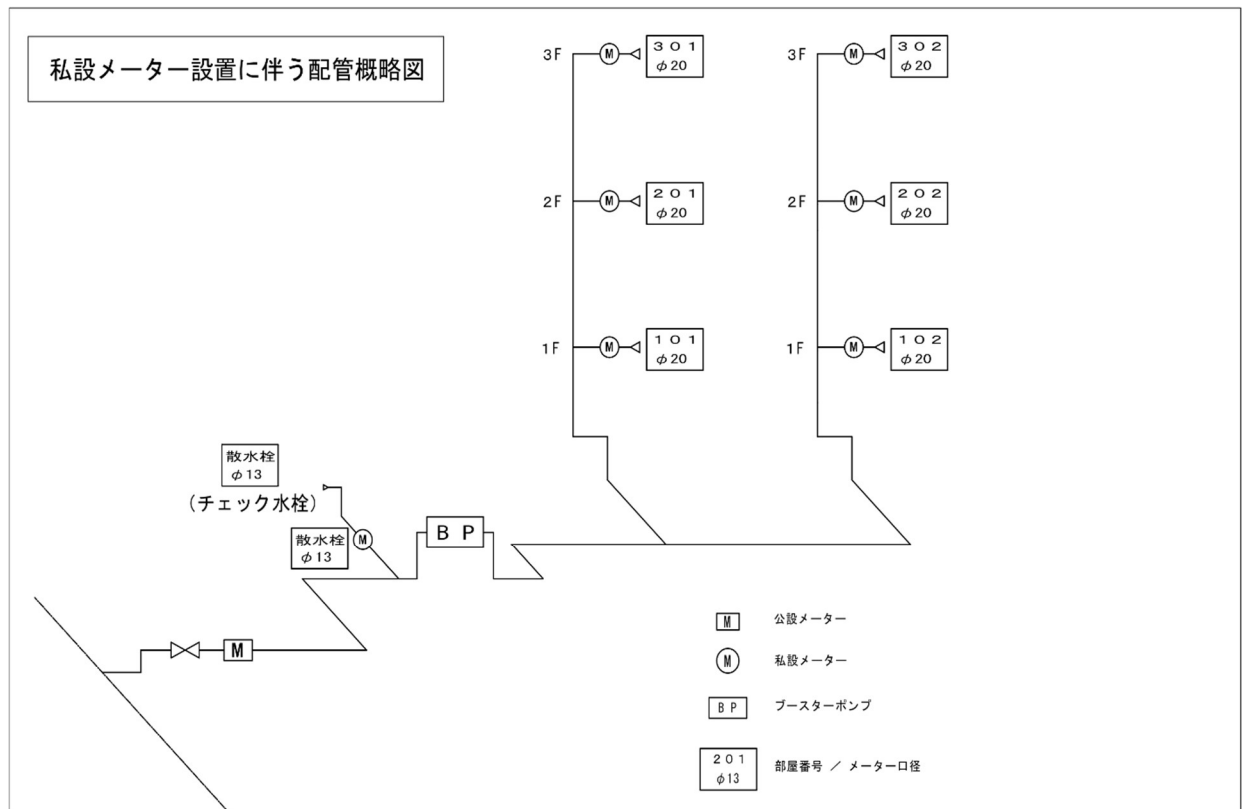 私設メーター設置に伴う配管概略図
3F
M
301
φ20
3F
M
302
φ20
2F
M
201
φ20
2F
M
202
φ20
1F
M
101
φ20
1F
M
102
φ20
散水栓
φ13
(チェック水栓)
散水栓
φ13
M
BP
M
M
公設メーター
M
私設メーター
BP
ブースターポンプ
201
φ13
部屋番号 / メーター口径